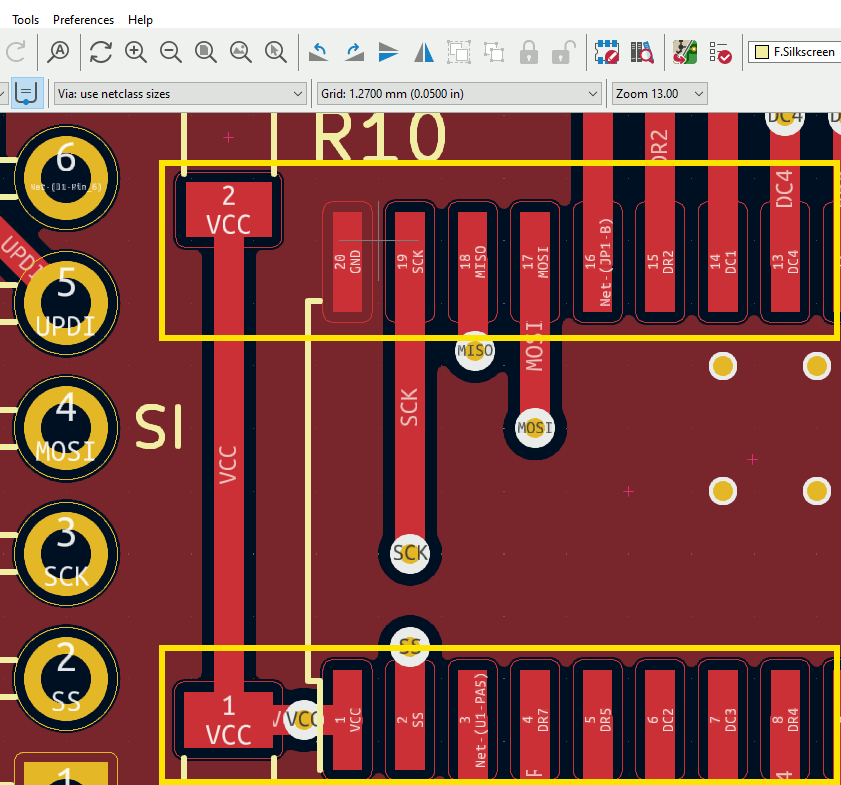 Tools Preferences Help
F.Silkscreen
Via: use netclass sizes
Grid: 1.2700 mm (0.0500 in)
Zoom 13.00
R10
DR2
DC4
DC4
6
UPDI
5
UPDI
4
MOSI
3
SCK
2
SS
1
SI
2
VCC
VCC
1
VCC
VCC
20
GND
19
SCK
18
MISO
17
MOSI
16
Net-(JP1-B)
15
DR2
14
DC1
13
DC4
MISO
MOSI
MOSI
SCK
SCK
SS
1
VCC
2
SS
3
Net-(U1-PA5)
4
DR7
5
DR5
6
DC2
7
DC3
8
DR4